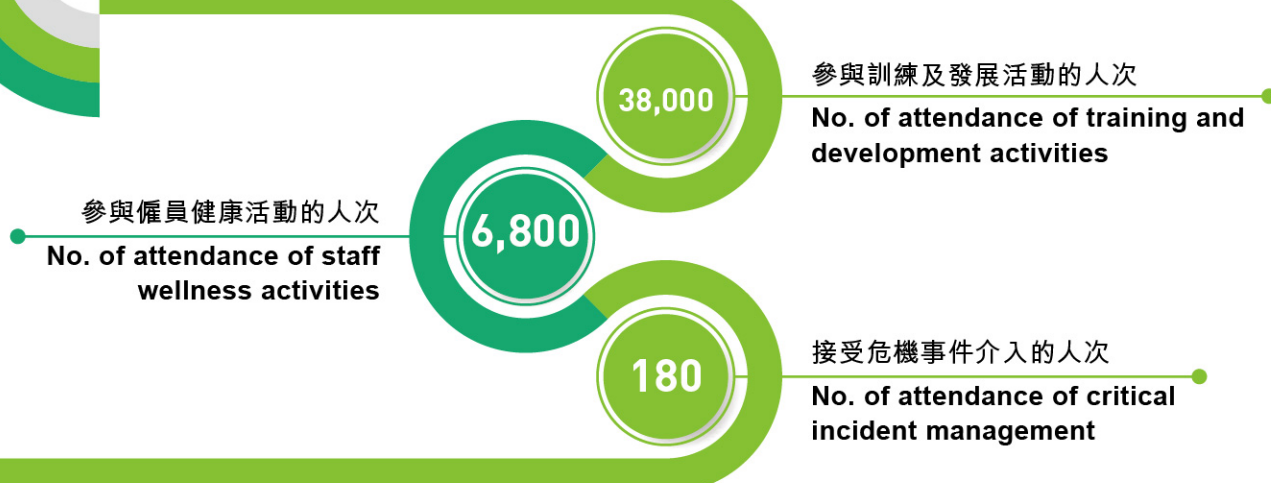 38,000
參與訓練及發展活動的人次
No. of attendance of training and
development activities
參與僱員健康活動的人次
No. of attendance of staff
wellness activities
6,800
180
接受危機事件介入的人次
No. of attendance of critical
incident management